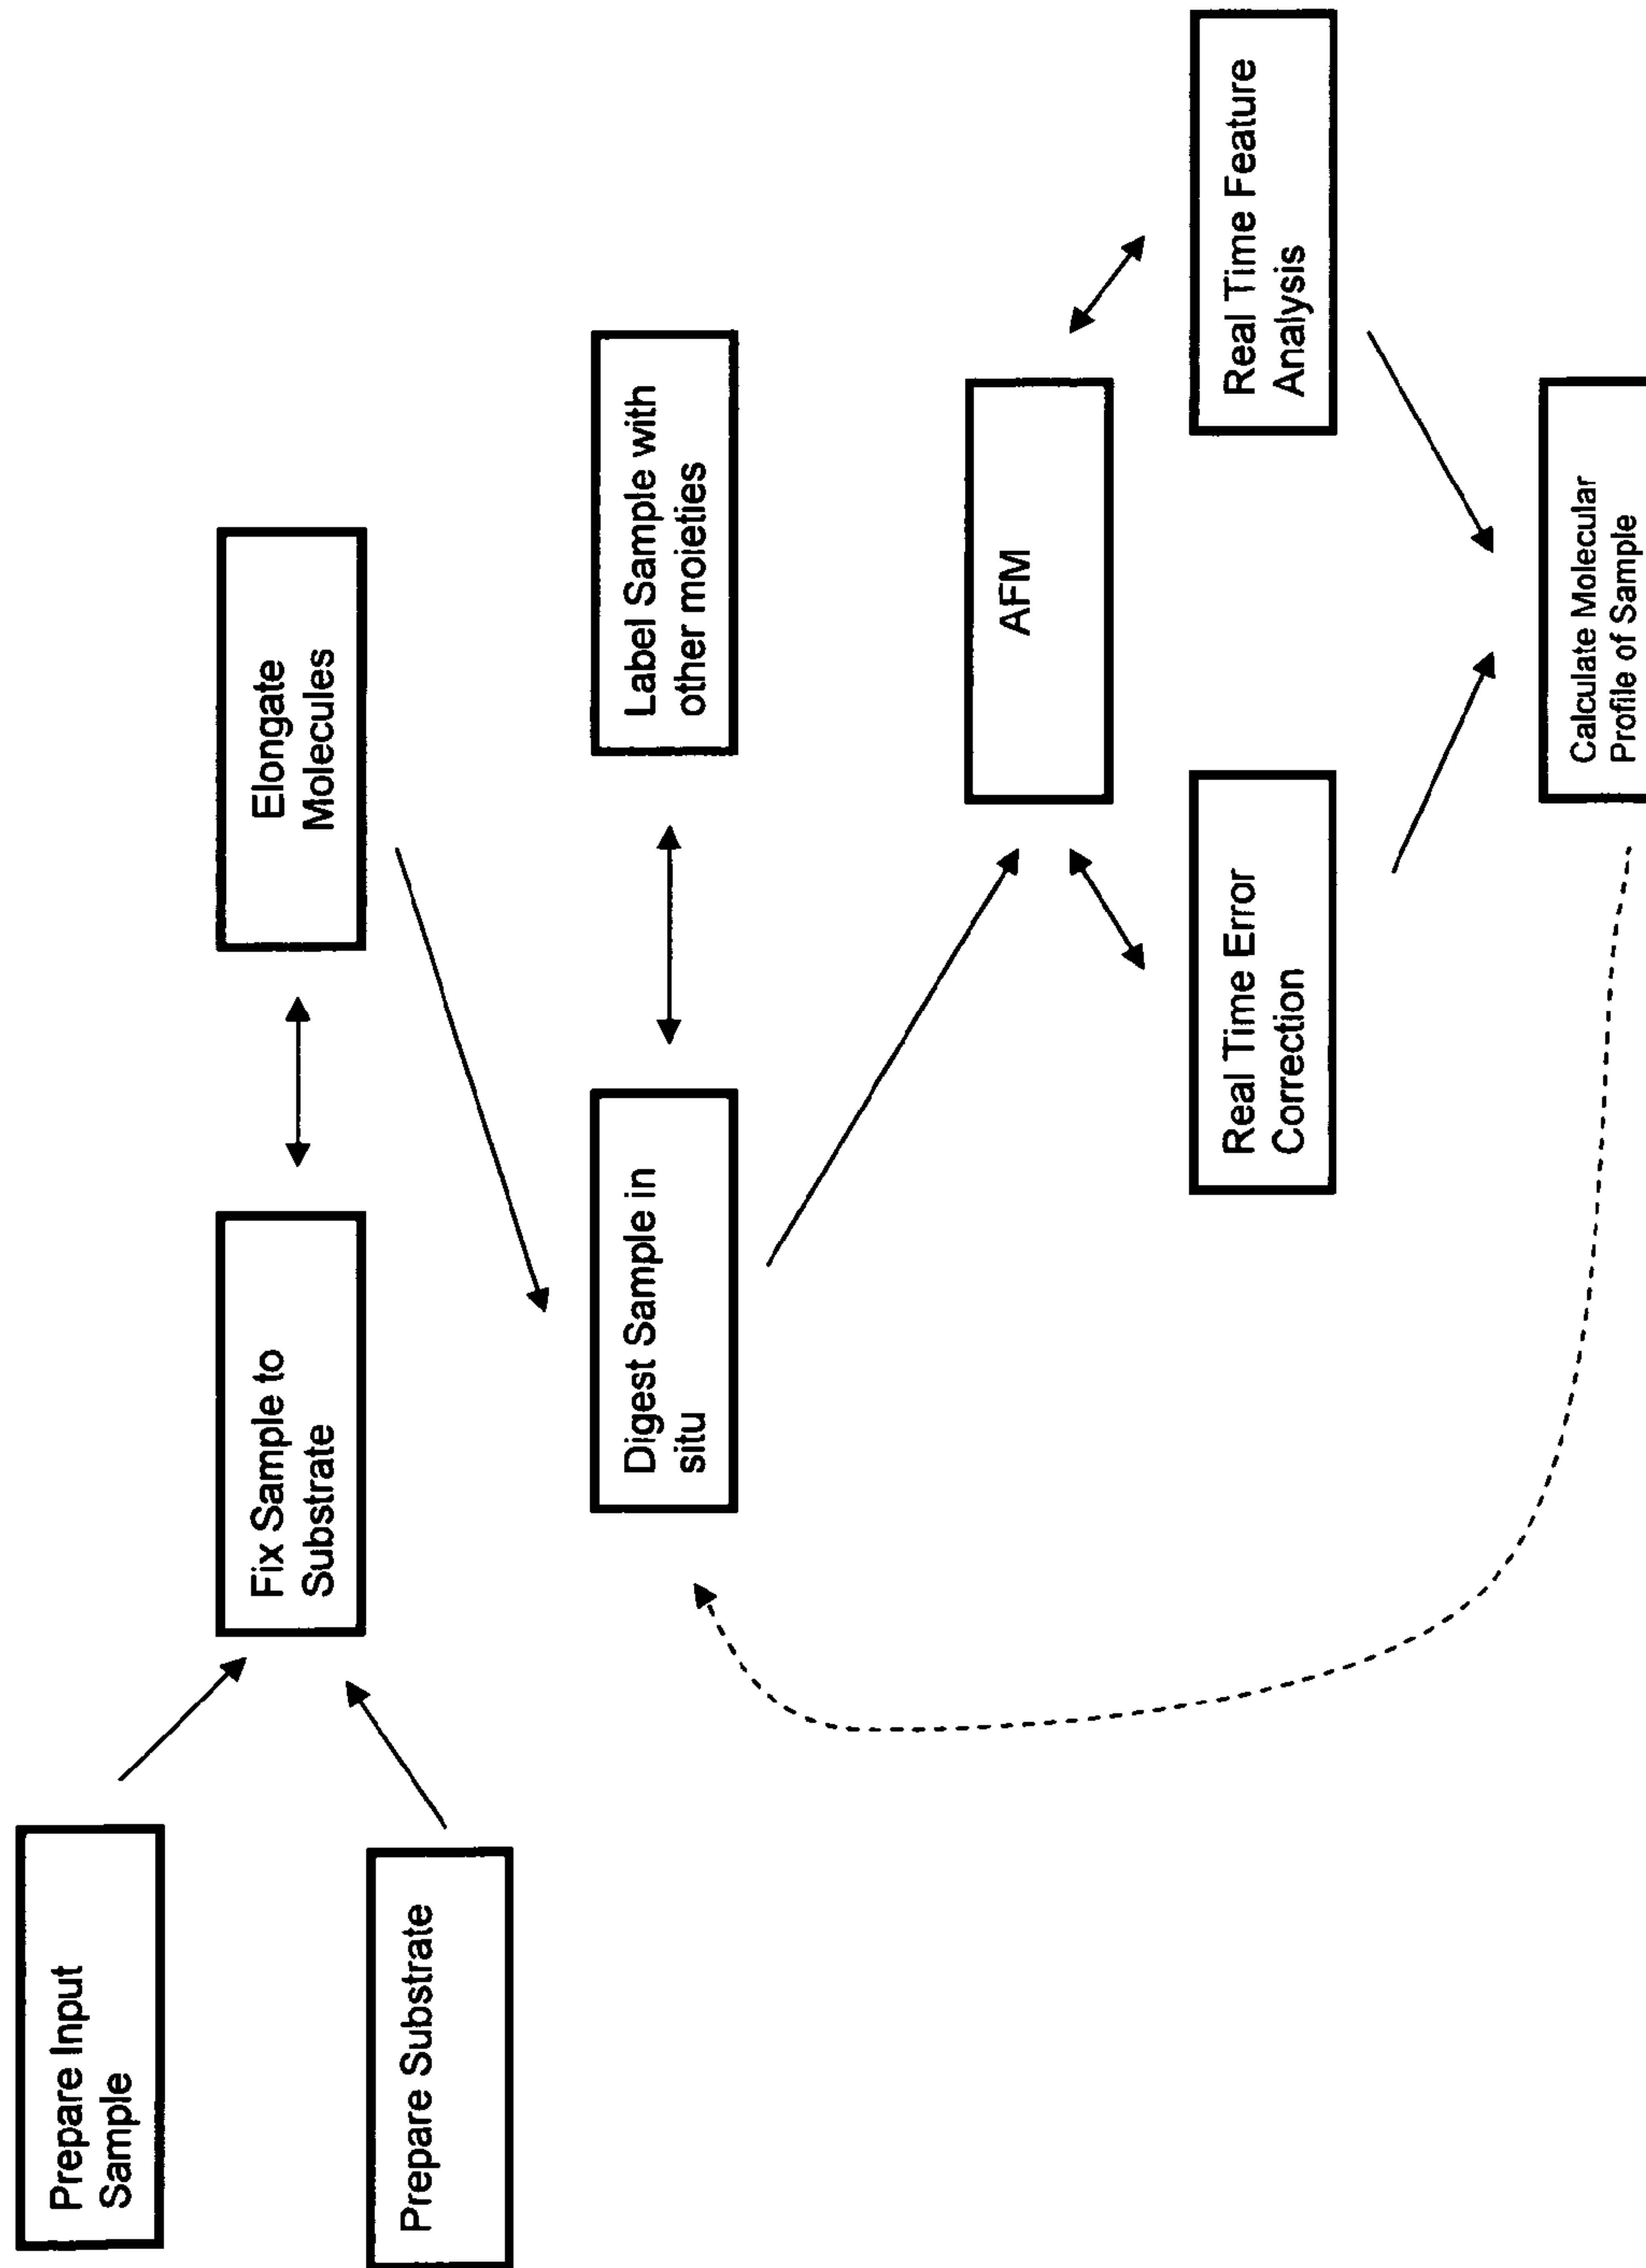 Prepare Input
Sample
Prepare Substrate
Fix Sample to
Substrate
Elongate
Molecules
Digest Sample in
situ
Label Sample with
other moieties
AFM
Real Time Error
Correction
Real Time Feature
Analysis
Calculate Molecular
Profile of Sample